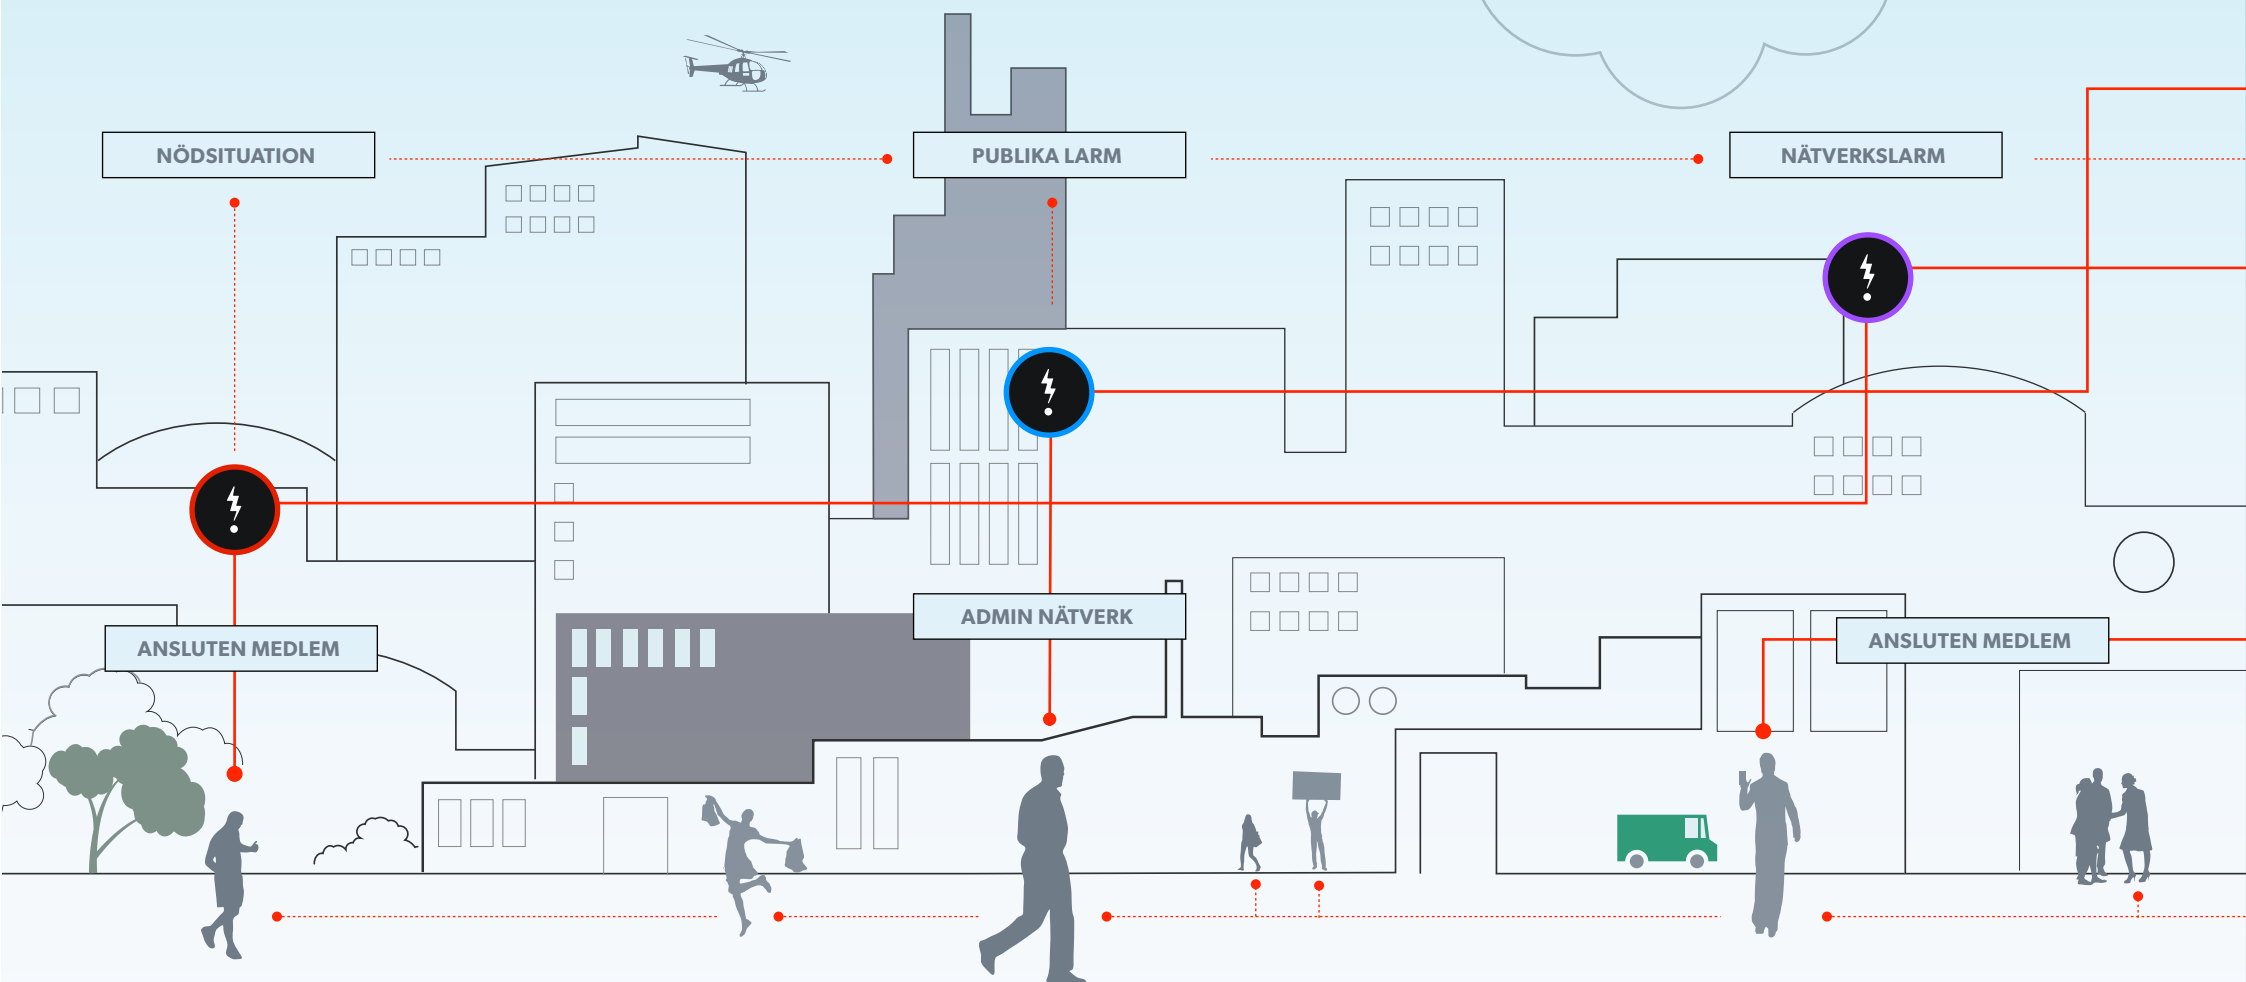 NÖDSITUATION
PUBLIKA LARM
NÄTVERKSLARM
ADMIN NÄTVERK
ANSLUTEN MEDLEM
ANSLUTEN MEDLEM